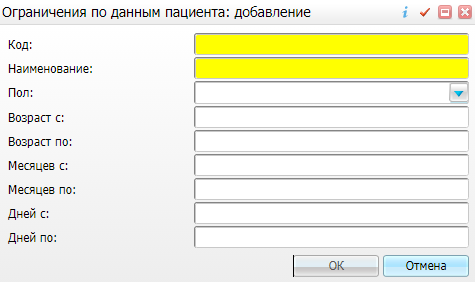 Ограничения по данным пациента: добавление
Код:
Наименование:
Пол:
Возраст с:
Возраст по:
Месяцев с:
Месяцев по:
Дней с:
Дней по:
ОК Отмена